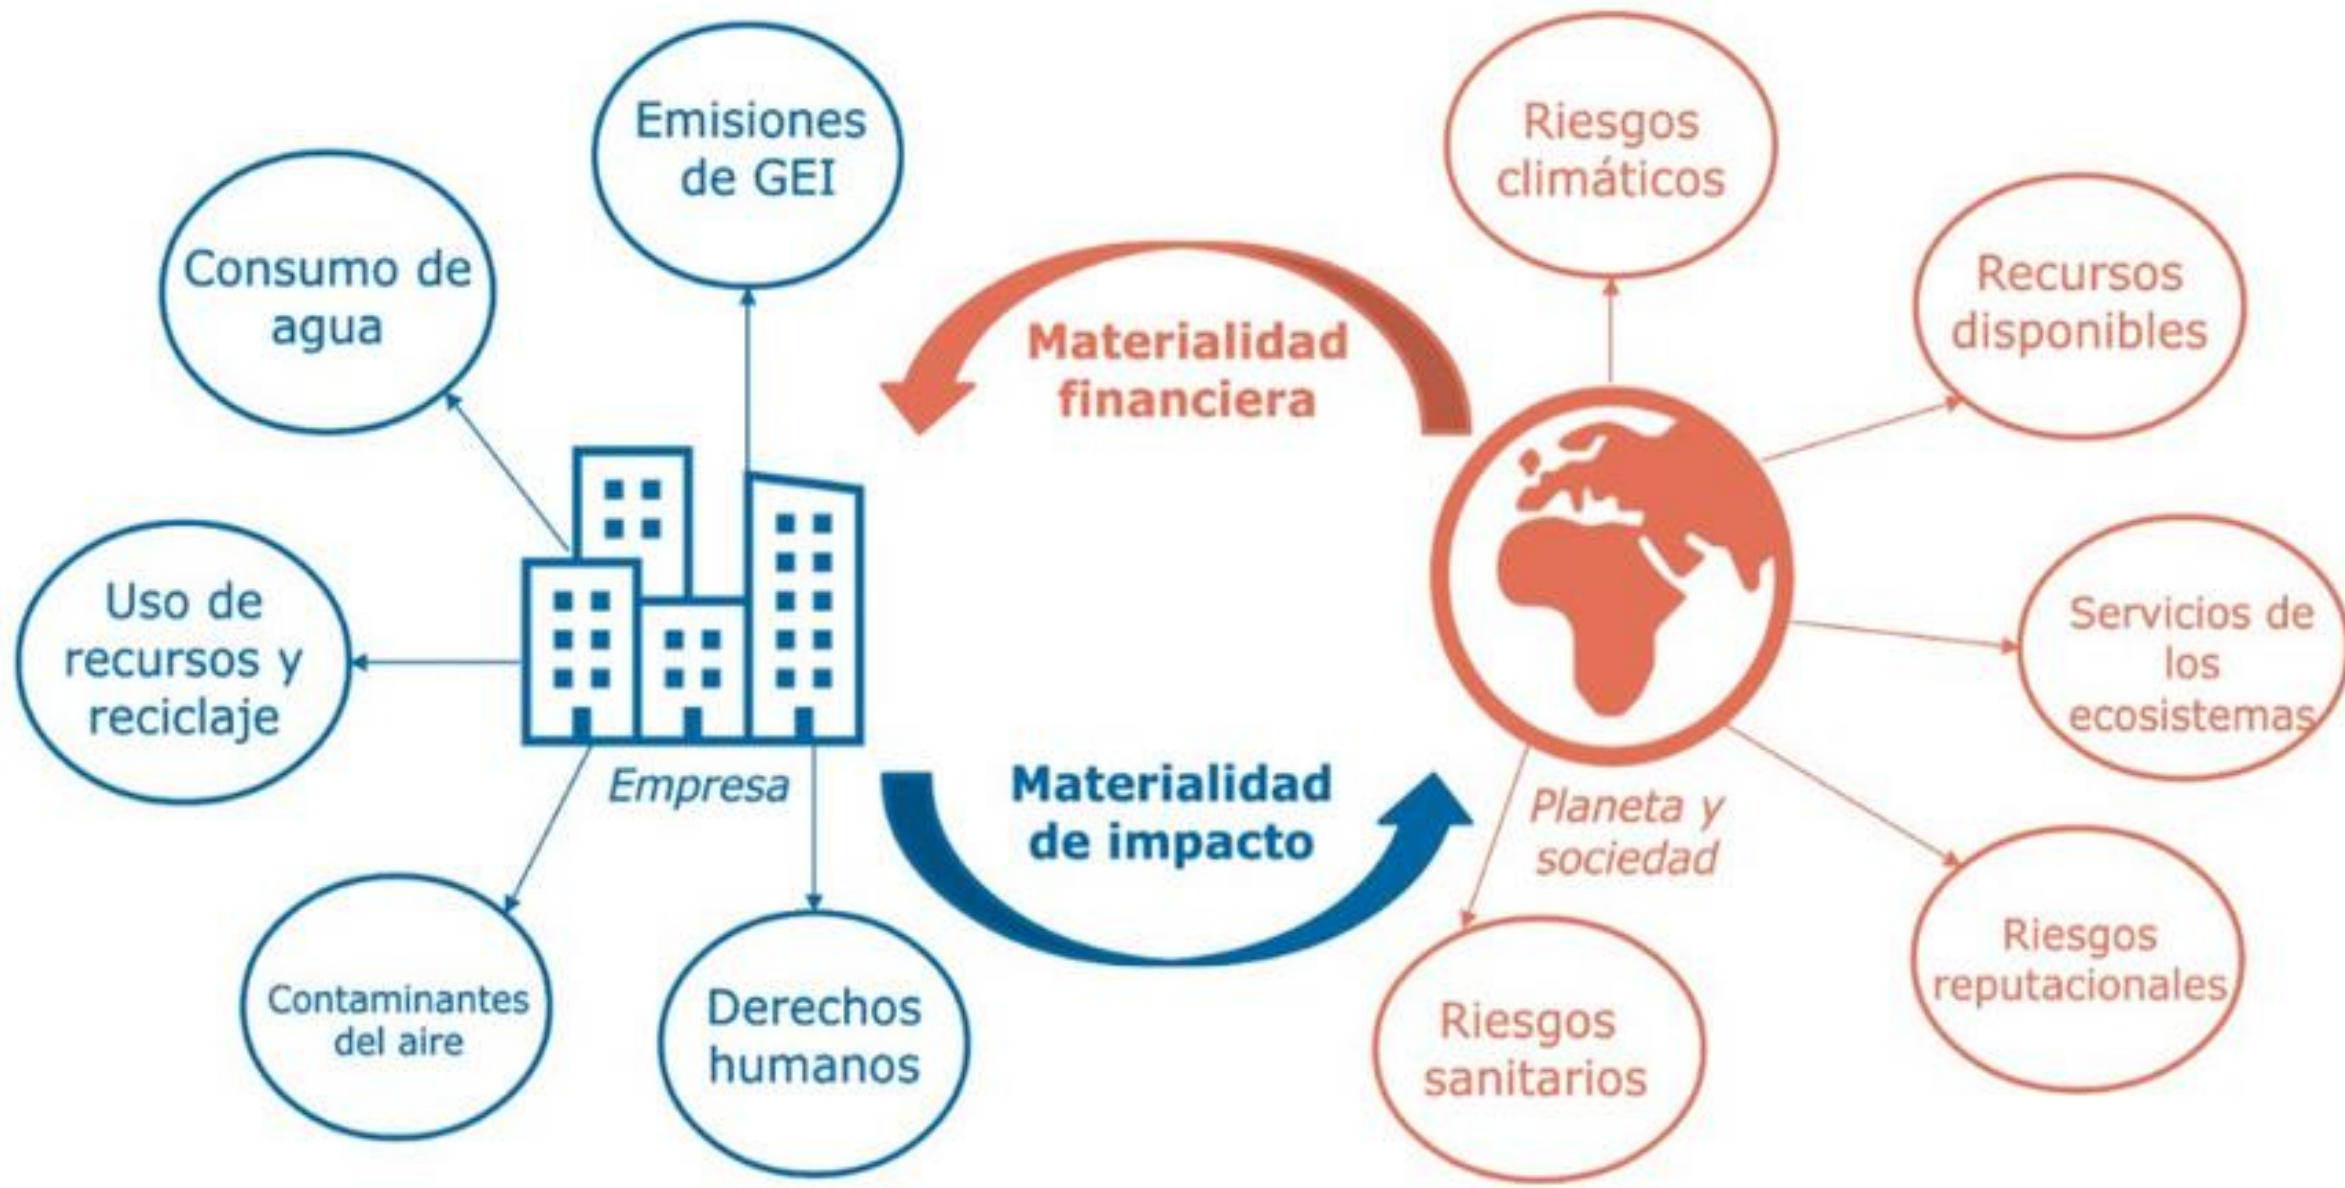 Emisiones
de GEI
Consumo de
agua
Uso de
recursos y
reciclaje
Contaminantes
del aire
Derechos
humanos
Empresa
Materialidad
financiera
Materialidad
de impacto
Riesgos
climáticos
Recursos
disponibles
Servicios de
los
ecosistemas
Riesgos
reputacionales
Riesgos
sanitarios
Planeta y
sociedad